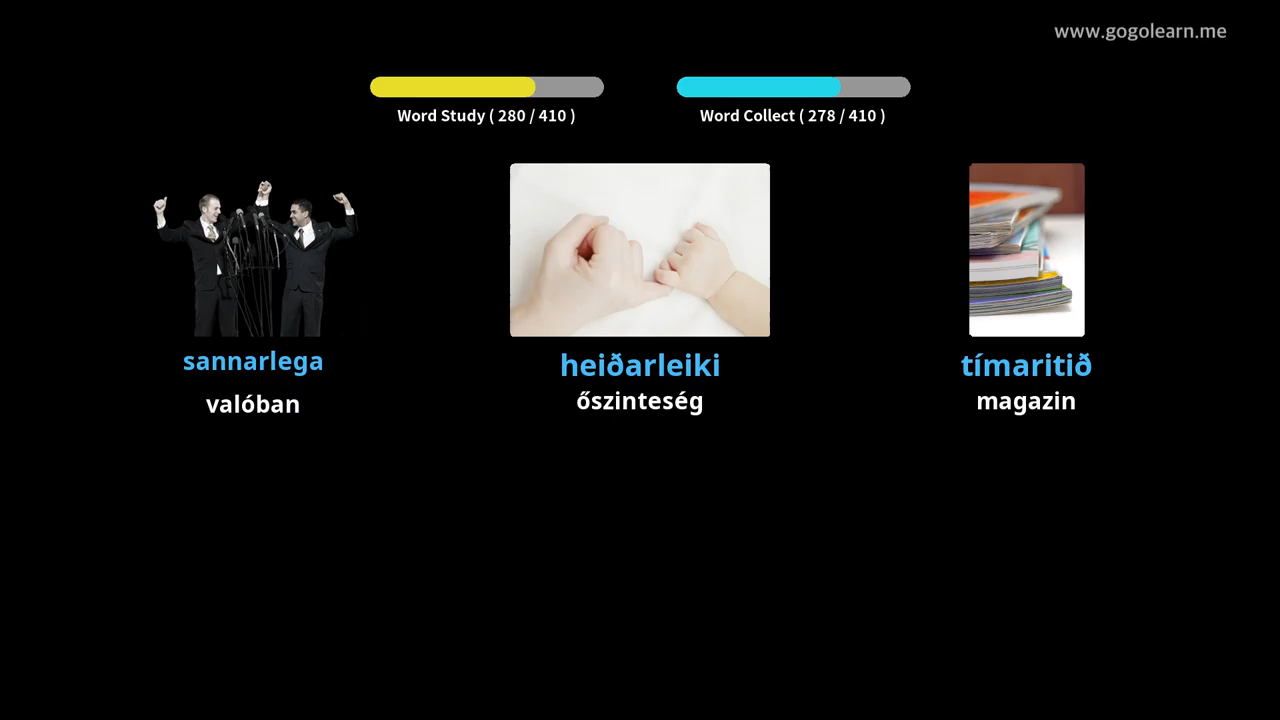 www.gogolearn.me
Word Study ( 280 / 410 )
Word Collect ( 278 / 410 )
sannarlega
valóban
heiðarleiki
őszinteség
tímaritið
magazin